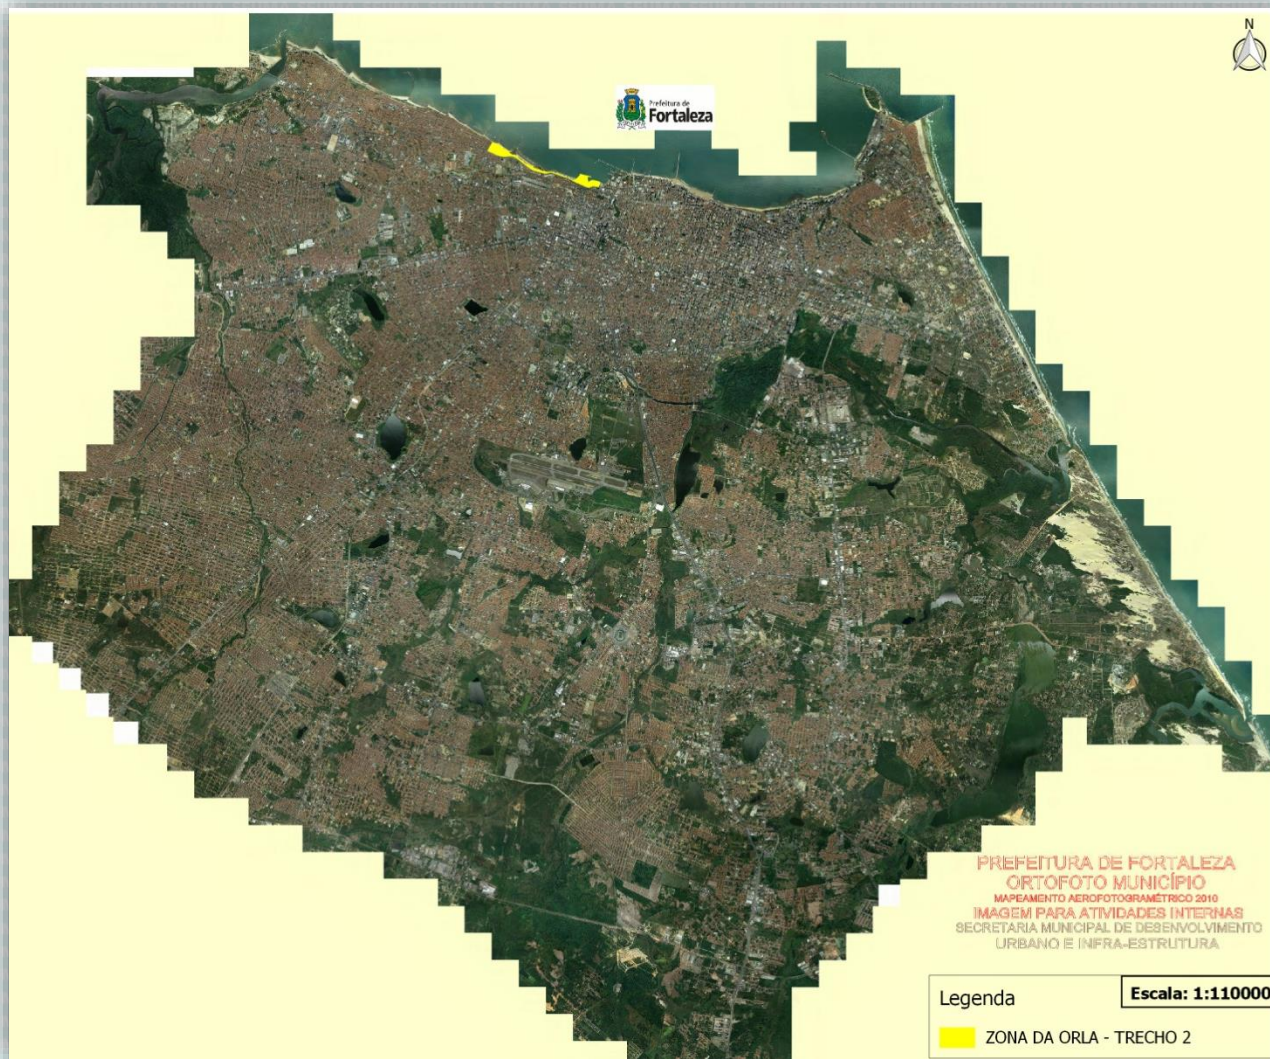 N
Prefeitura de
Fortaleza
PREFEITURA DE FORTALEZA
ORTOFOTO MUNICÍPIO
MAPEAMENTO AEROFOTOGRAMÉTRICO 2010
IMAGEM PARA ATIVIDADES INTERNAS
SECRETARIA MUNICIPAL DE DESENVOLVIMENTO
URBANO E INFRA-ESTRUTURA
Legenda
Escala: 1:110000
ZONA DA ORLA - TRECHO 2